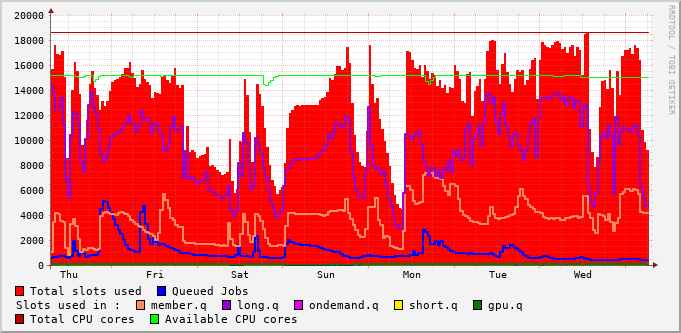 20000
18000
16000
14000
12000
10000
8000
6000
4000
2000
0
Thu Fri Sat Sun Mon Tue Wed
RRDTOOL / TOBI OETIKER
Total slots used Queued Jobs
Slots used in : member.q long.q ondemand.q short.q gpu.q
Total CPU cores Available CPU cores